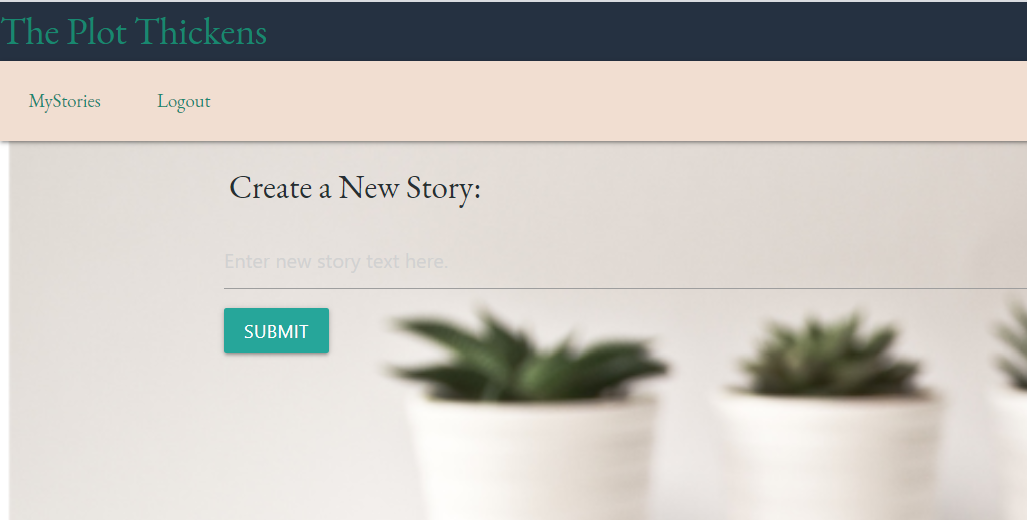 The Plot Thickens
MyStories Logout
Create a New Story:
Enter new story text here.
SUBMIT